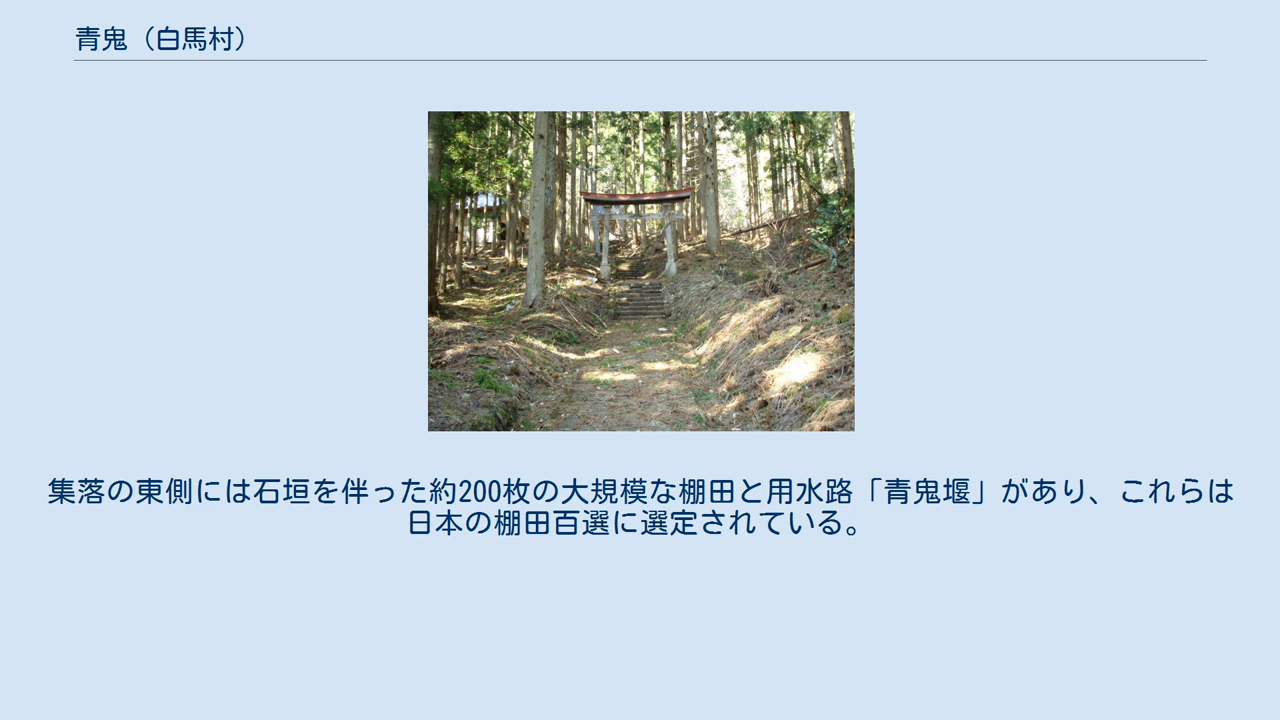 青鬼（白馬村）
集落の東側には石垣を伴った約200枚の大規模な棚田と用水路「青鬼堰」があり、これらは
日本の棚田百選に選定されている。